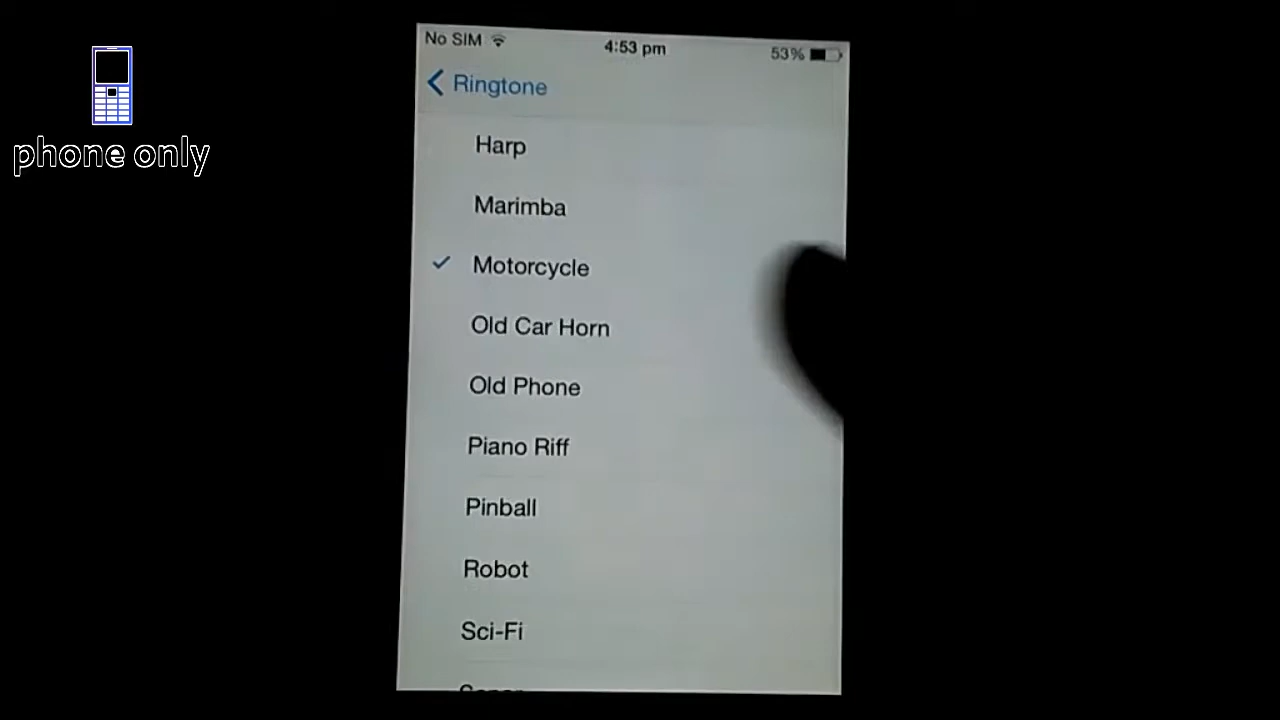 No SIM 4:53 pm 53%
Ringtone
phone only
Harp
Marimba
Motorcycle
Old Car Horn
Old Phone
Piano Riff
Pinball
Robot
Sci-Fi